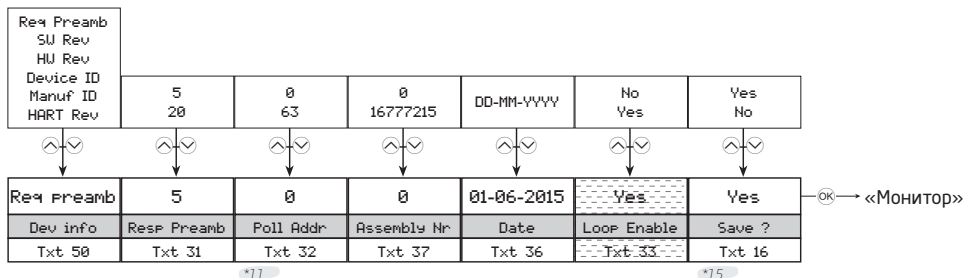 Req Preamb
SW Rev
HW Rev
Device ID
Manuf ID
HART Rev
5
20
0
63
0
16777215
DD-MM-YYYY
No
Yes
Yes
No
Req preamb 5 0 0 01-06-2015 Yes Yes OK «Монитор»
Dev info Resp Preamb Poll Addr Assembly Nr Date Loop Enable Save ?
Txt 50 Txt 31 Txt 32 Txt 37 Txt 36 Txt 33 Txt 16
*11 *15